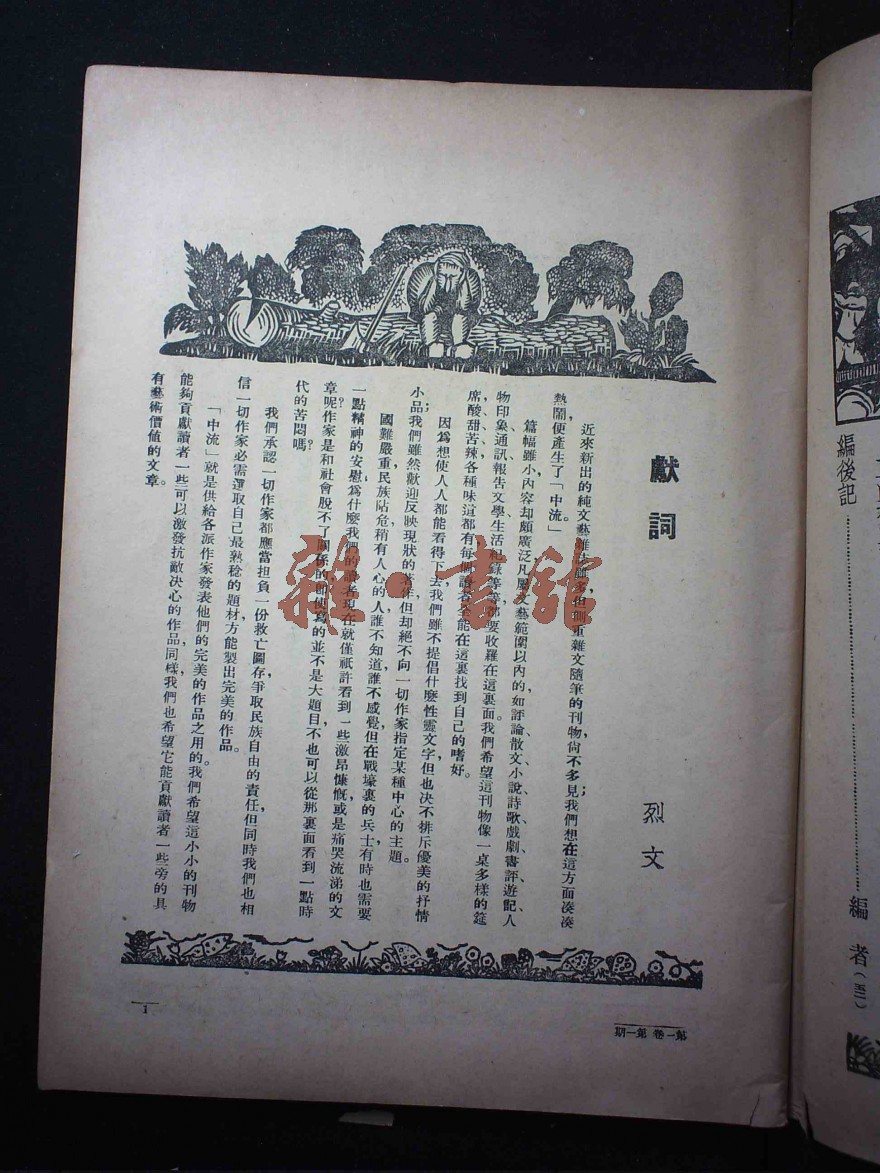 獻詞
烈文
近來新出的純文藝雜誌雖多,但側重雜文隨筆的刊物尙不多見,我們想在這方面湊湊
熱鬧,便產生了「中流」。
篇幅雖小,內容却頗廣泛,凡屬文藝範圍以內的,如評論、散文、小說、詩歌、戲劇、書評、遊記、人
物印象、通訊、報告文學、生活紀錄等等,都要收羅在這裏面。我們希望這刊物像一桌多樣的筵
席,酸甜苦辣,各種味道都有,每個讀者全能在這裏找到自己的嗜好。
因爲想使人人都能看得下去,我們雖不提倡什麼性靈文字,但也決不排斥優美的抒情
小品;我們雖然歡迎反映現狀的著作,但却絕不向一切作家指定某種中心的主題。
國難嚴重,民族阽危,稍有人心的人,誰不知道,誰不感覺?但在戰壕裏的兵士有時也需要
一點精神的安慰,爲什麼我們的讀者現在就僅祇許看到一些激昂慷慨,或是痛哭流涕的文
章呢?作家是和社會脫不了關係的,卽使寫的並不是大題目,不也可以從那裏面看到一點時
代的苦悶嗎?
我們承認一切作家都應當担負一份救亡圖存,爭取民族自由的責任,但同時我們也相
信一切作家必需選取自己最熟稔的題材,方能製出完美的作品。
「中流」就是供給各派作家發表他們的完美的作品之用的。我們希望這小小的刊物
能夠貢獻讀者一些可以激發抗敵決心的作品,同樣,我們也希望它能貢獻讀者一些旁的具
有藝術價值的文章。
1
第一卷 第一期
編後記
編者(五二)
雜·書館